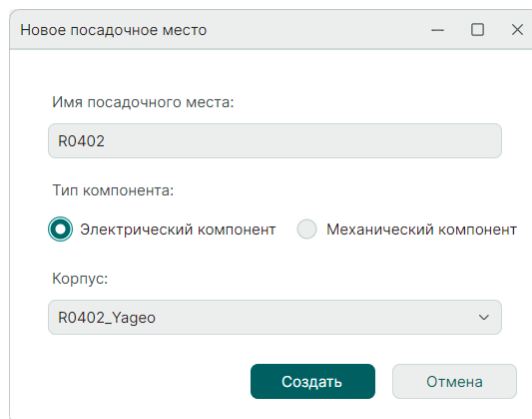 Новое посадочное место
Имя посадочного места:
R0402
Тип компонента:
Электрический компонент Механический компонент
Корпус:
R0402_Yageo
Создать Отмена